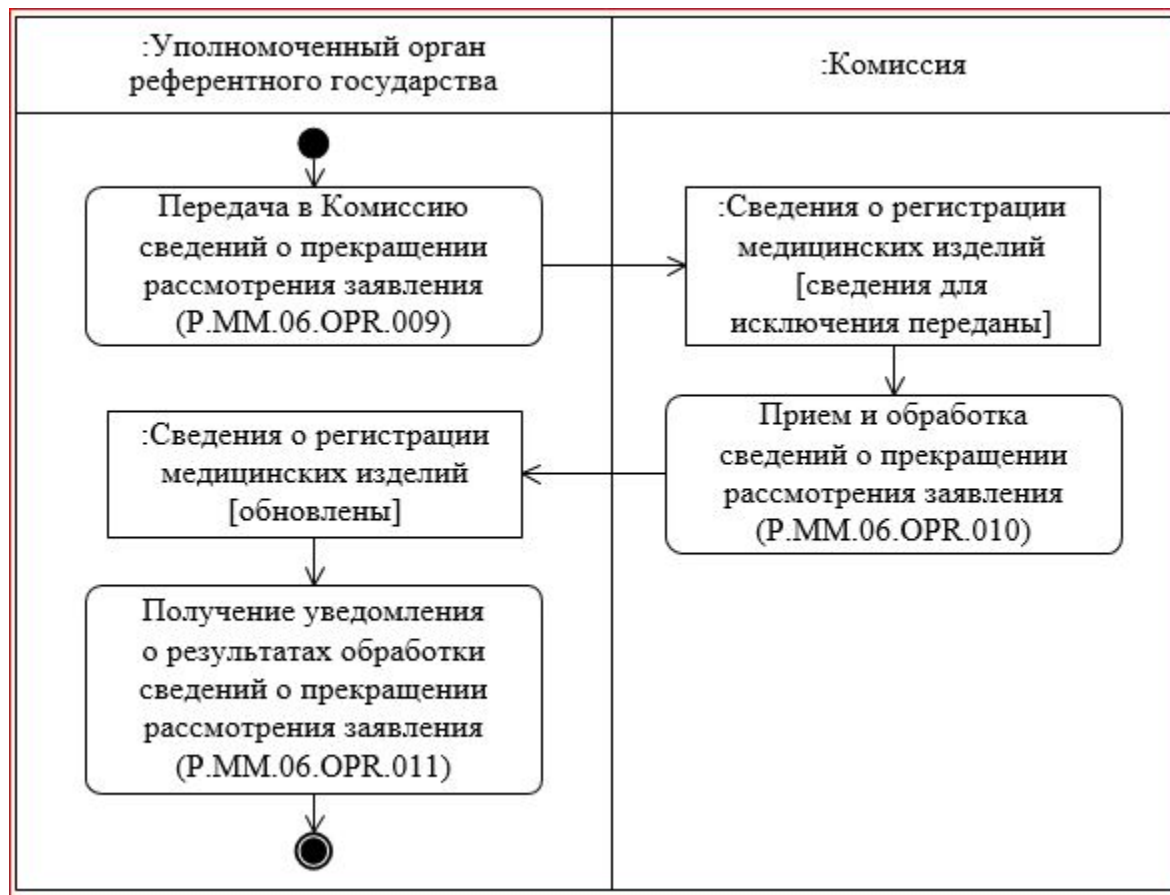 :Уполномоченный орган
референтного государства
:Комиссия
Передача в Комиссию
сведений о прекращении
рассмотрения заявления
(P.MM.06.OPR.009)
:Сведения о регистрации
медицинских изделий
[сведения для
исключения переданы]
Прием и обработка
сведений о прекращении
рассмотрения заявления
(P.MM.06.OPR.010)
:Сведения о регистрации
медицинских изделий
[обновлены]
Получение уведомления
о результатах обработки
сведений о прекращении
рассмотрения заявления
(P.MM.06.OPR.011)